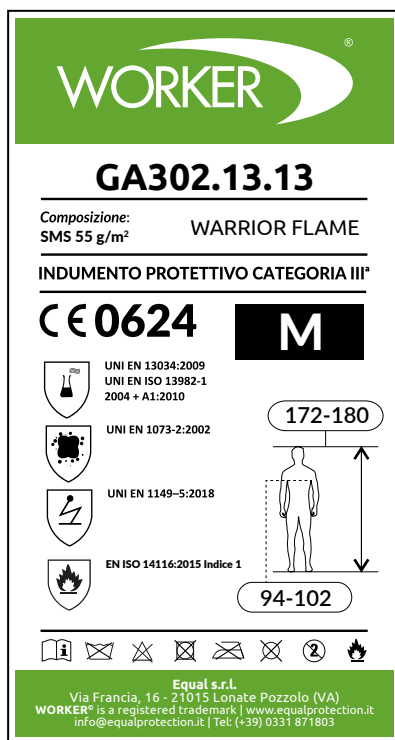 WORKER®
GA302.13.13
Composizione:
SMS 55 g/m²
WARRIOR FLAME
INDUMENTO PROTETTIVO CATEGORIA IIIª
CE 0624
M
UNI EN 13034:2009
UNI EN ISO 13982-1
2004 + A1:2010
UNI EN 1073-2:2002
UNI EN 1149–5:2018
EN ISO 14116:2015 Indice 1
172-180
94-102
i
2
Equal s.r.l.
Via Francia, 16 - 21015 Lonate Pozzolo (VA)
WORKER® is a registered trademark | www.equalprotection.it
info@equalprotection.it | Tel: (+39) 0331 871803